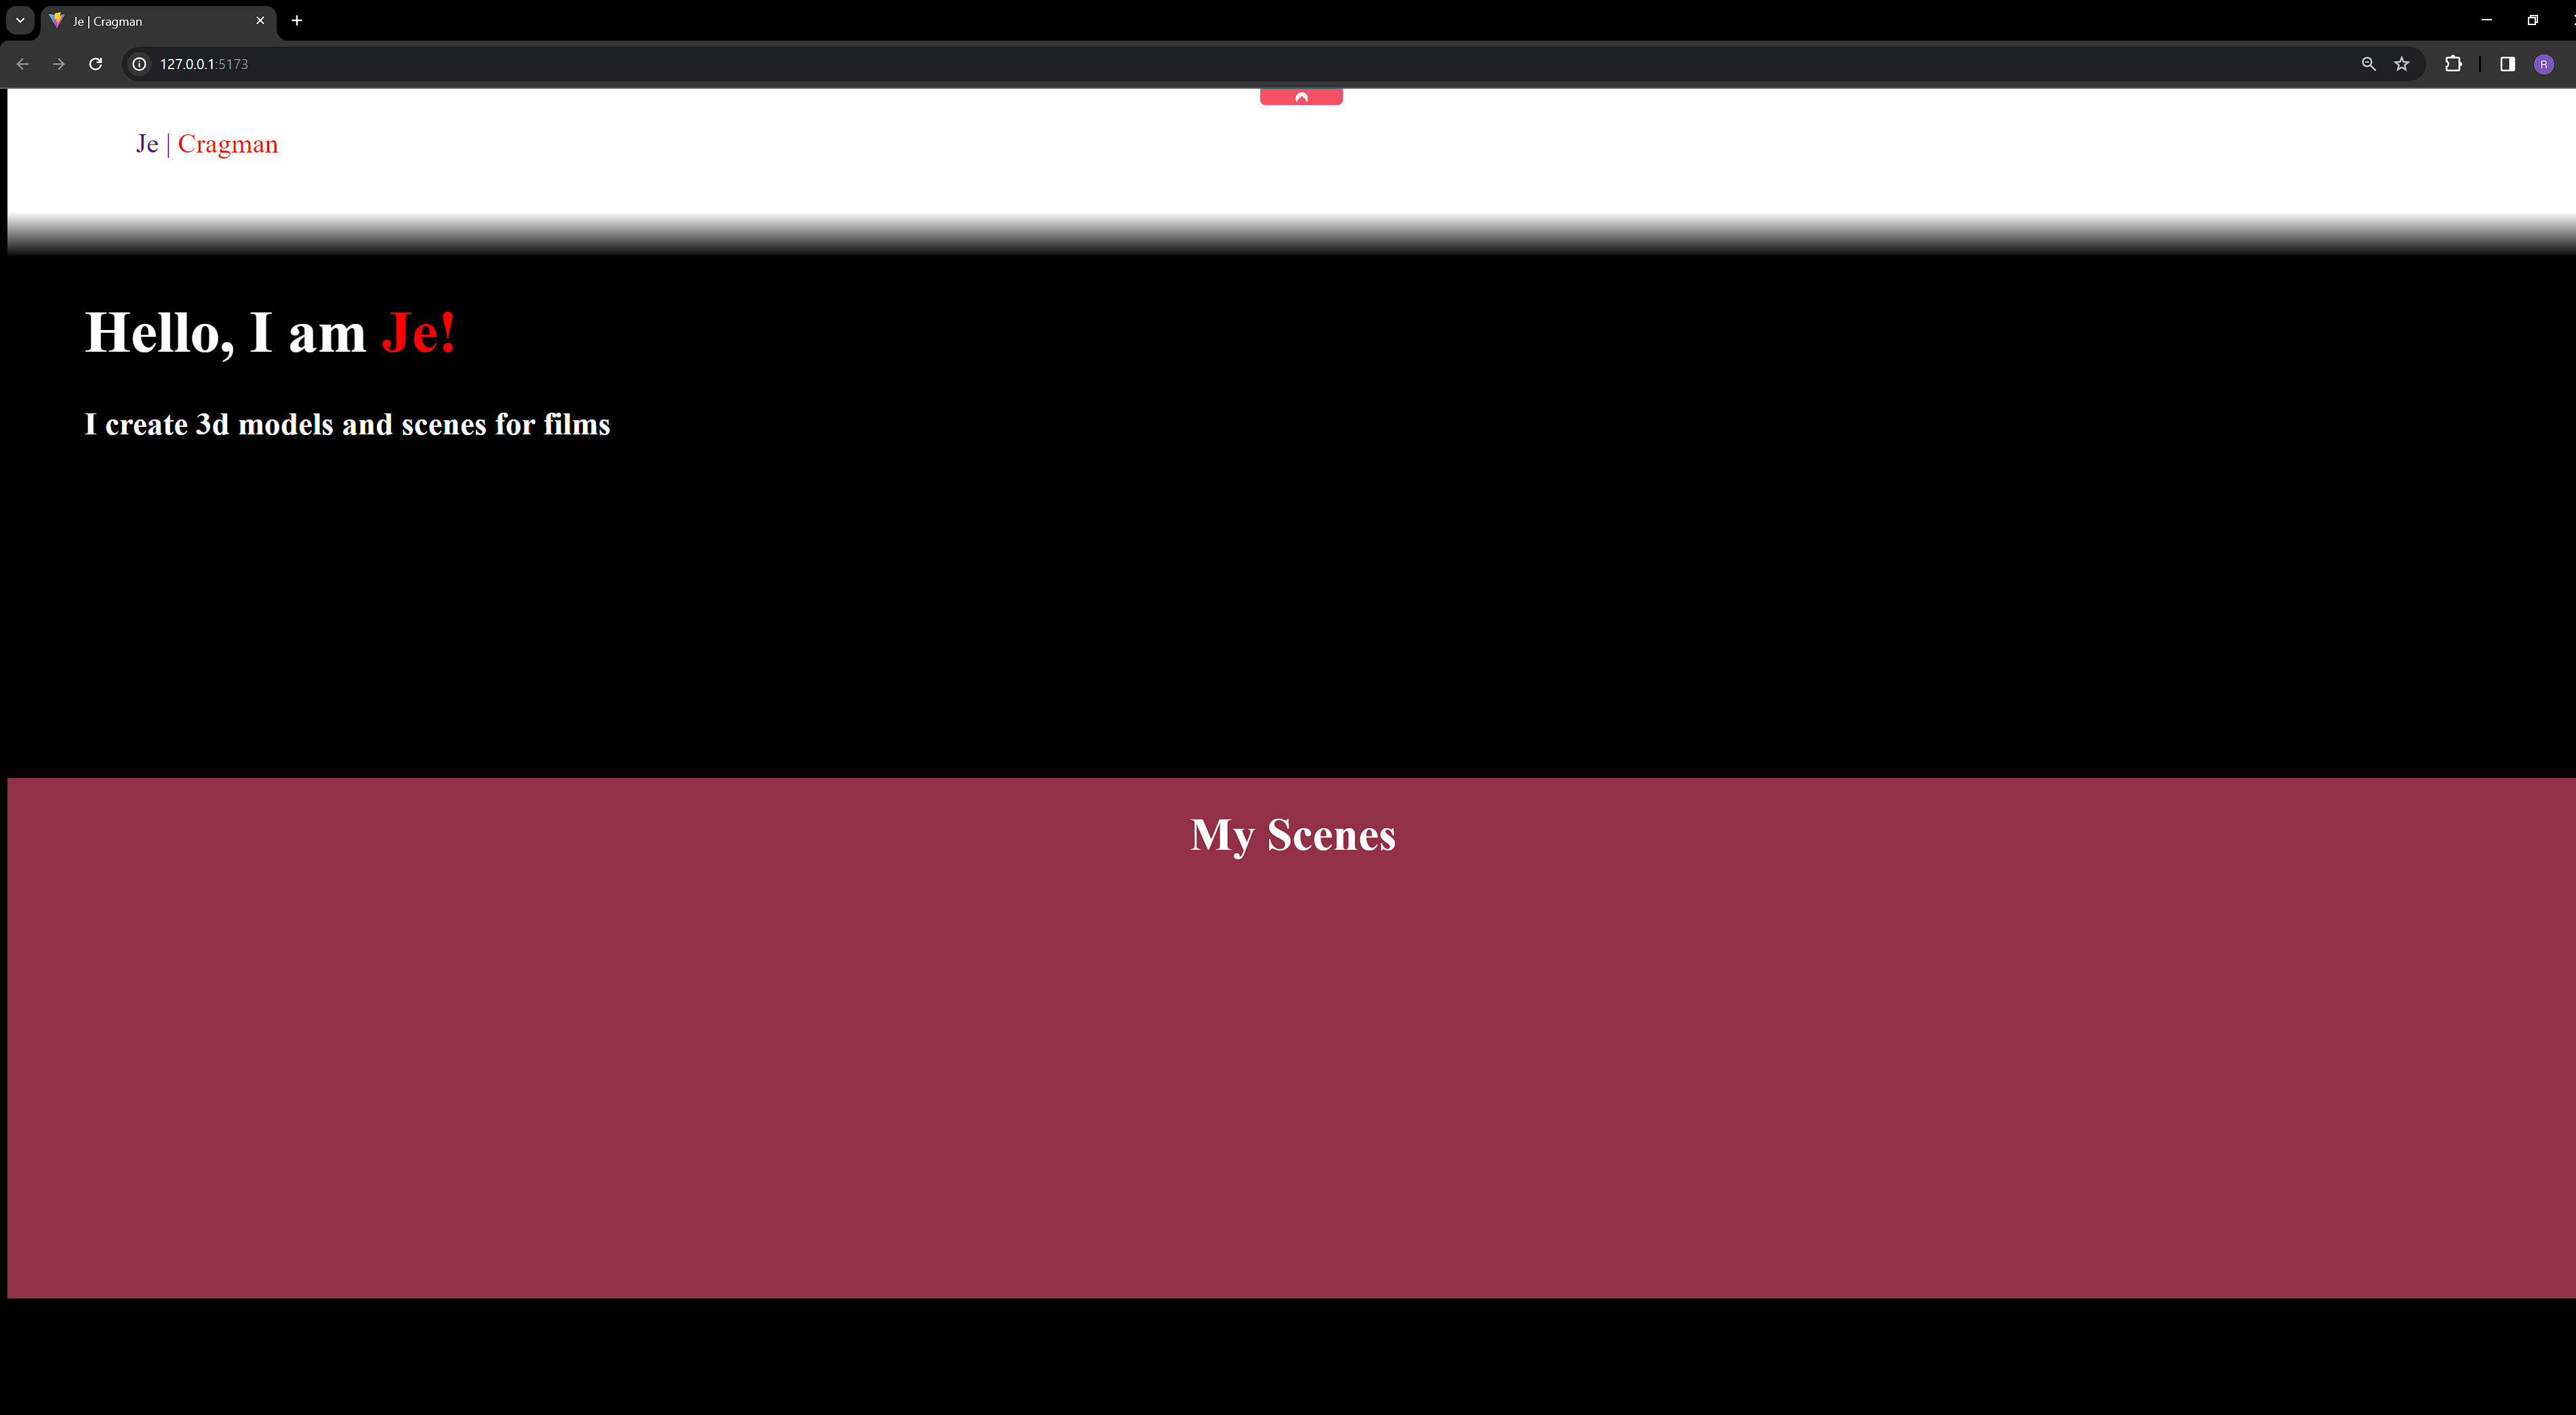 Je | Cragman
127.0.0.1:5173
R
Je | Cragman
Hello, I am Je!
I create 3d models and scenes for films
My Scenes